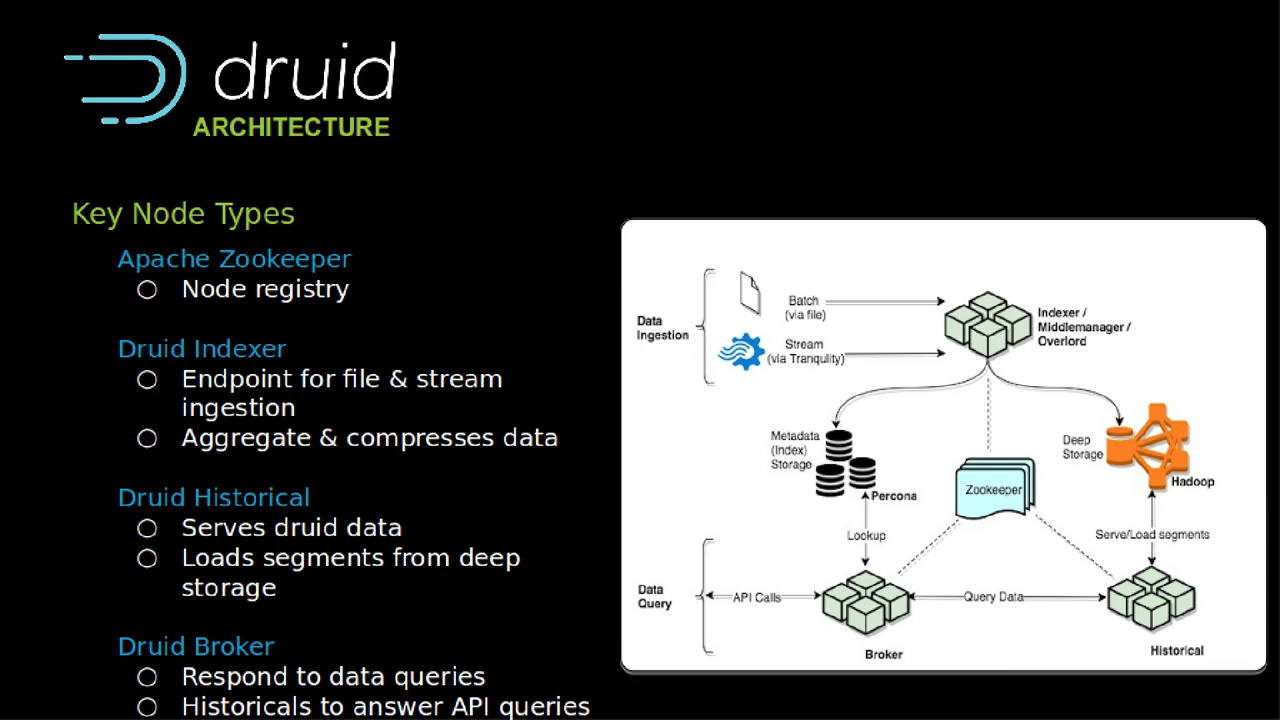 druid
ARCHITECTURE
Key Node Types
Apache Zookeeper
○ Node registry
Druid Indexer
○ Endpoint for file & stream
ingestion
○ Aggregate & compresses data
Druid Historical
○ Serves druid data
○ Loads segments from deep
storage
Druid Broker
○ Respond to data queries
○ Historicals to answer API queries
Data
Ingestion
Batch
(via file)
Stream
(via Tranqulity)
Indexer /
Middlemanager /
Overlord
Metadata
(Index)
Storage
Percona
Zookeeper
Deep
Storage
Hadoop
Lookup
Serve/Load segments
Data
Query
API Calls
Query Data
Broker
Historical